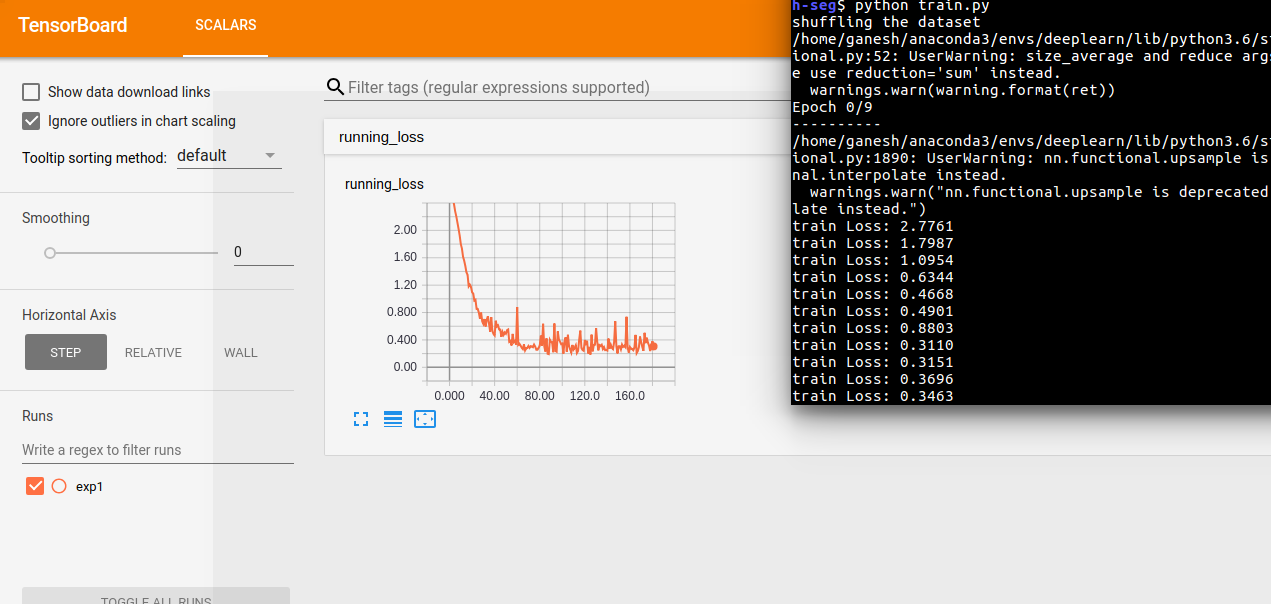 TensorBoard
SCALARS
Show data download links
Ignore outliers in chart scaling
Tooltip sorting method: default
Smoothing
0
Horizontal Axis
STEP RELATIVE WALL
Runs
Write a regex to filter runs
exp1
TOGGLE ALL RUNS
Filter tags (regular expressions supported)
running_loss
running_loss
2.00
1.60
1.20
0.800
0.400
0.00
0.000 40.00 80.00 120.0 160.0
h-seg$ python train.py
shuffling the dataset
/home/ganesh/anaconda3/envs/deeplearn/lib/python3.6/s
ional.py:52: UserWarning: size_average and reduce arg
e use reduction='sum' instead.
warnings.warn(warning.format(ret))
Epoch 0/9
----------
/home/ganesh/anaconda3/envs/deeplearn/lib/python3.6/s
ional.py:1890: UserWarning: nn.functional.upsample is
nal.interpolate instead.
warnings.warn("nn.functional.upsample is deprecated
late instead.")
train Loss: 2.7761
train Loss: 1.7987
train Loss: 1.0954
train Loss: 0.6344
train Loss: 0.4668
train Loss: 0.4901
train Loss: 0.8803
train Loss: 0.3110
train Loss: 0.3151
train Loss: 0.3696
train Loss: 0.3463